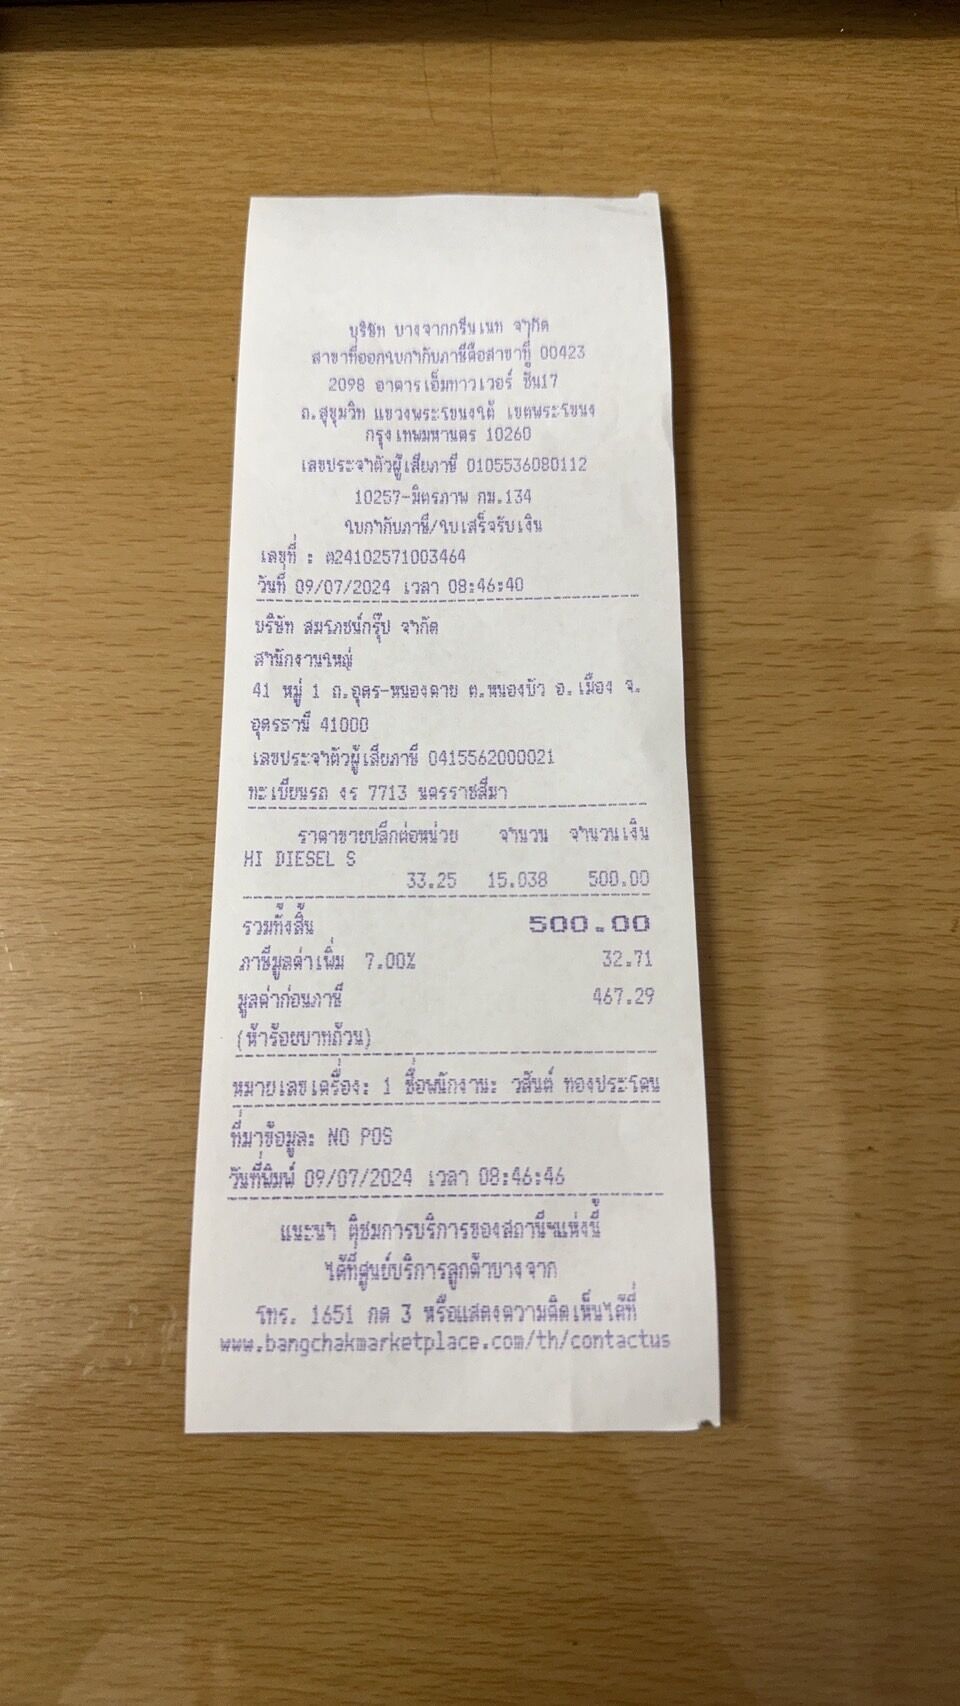 บริษัท บางจากกรีนเนท จำกัด
สาขาที่ออกใบกำกับภาษีคือสาขาที่ 00423
2098 อาคารเอ็มทาวเวอร์ ชั้น17
ถ.สุขุมวิท แขวงพระโขนงใต้ เขตพระโขนง
กรุงเทพมหานคร 10260
เลขประจำตัวผู้เสียภาษี 0105536080112
10257-มิตรภาพ กม.134
ใบกำกับภาษี/ใบเสร็จรับเงิน
เลขที่ : ต24102571003464
วันที่ 09/07/2024 เวลา 08:46:40
บริษัท สมโภชน์กรุ๊ป จำกัด
สำนักงานใหญ่
41 หมู่ 1 ถ.อุดร-หนองคาย ต.หนองบัว อ.เมือง จ.
อุดรธานี 41000
เลขประจำตัวผู้เสียภาษี 0415562000021
ทะเบียนรถ งร 7713 นครราชสีมา
ราคาขายปลีกต่อหน่วย จำนวน จำนวนเงิน
HI DIESEL S
33.25 15.038 500.00
รวมทั้งสิ้น 500.00
ภาษีมูลค่าเพิ่ม 7.00% 32.71
มูลค่าก่อนภาษี 467.29
(ห้าร้อยบาทถ้วน)
หมายเลขเครื่อง: 1 ชื่อพนักงาน: วสันต์ ทองประโคน
ที่มาข้อมูล: NO POS
วันที่พิมพ์ 09/07/2024 เวลา 08:46:46
แนะนำ ติชมการบริการของสถานีฯแห่งนี้
ได้ที่ศูนย์บริการลูกค้าบางจาก
โทร. 1651 กด 3 หรือแสดงความคิดเห็นได้ที่
www.bangchakmarketplace.com/th/contactus